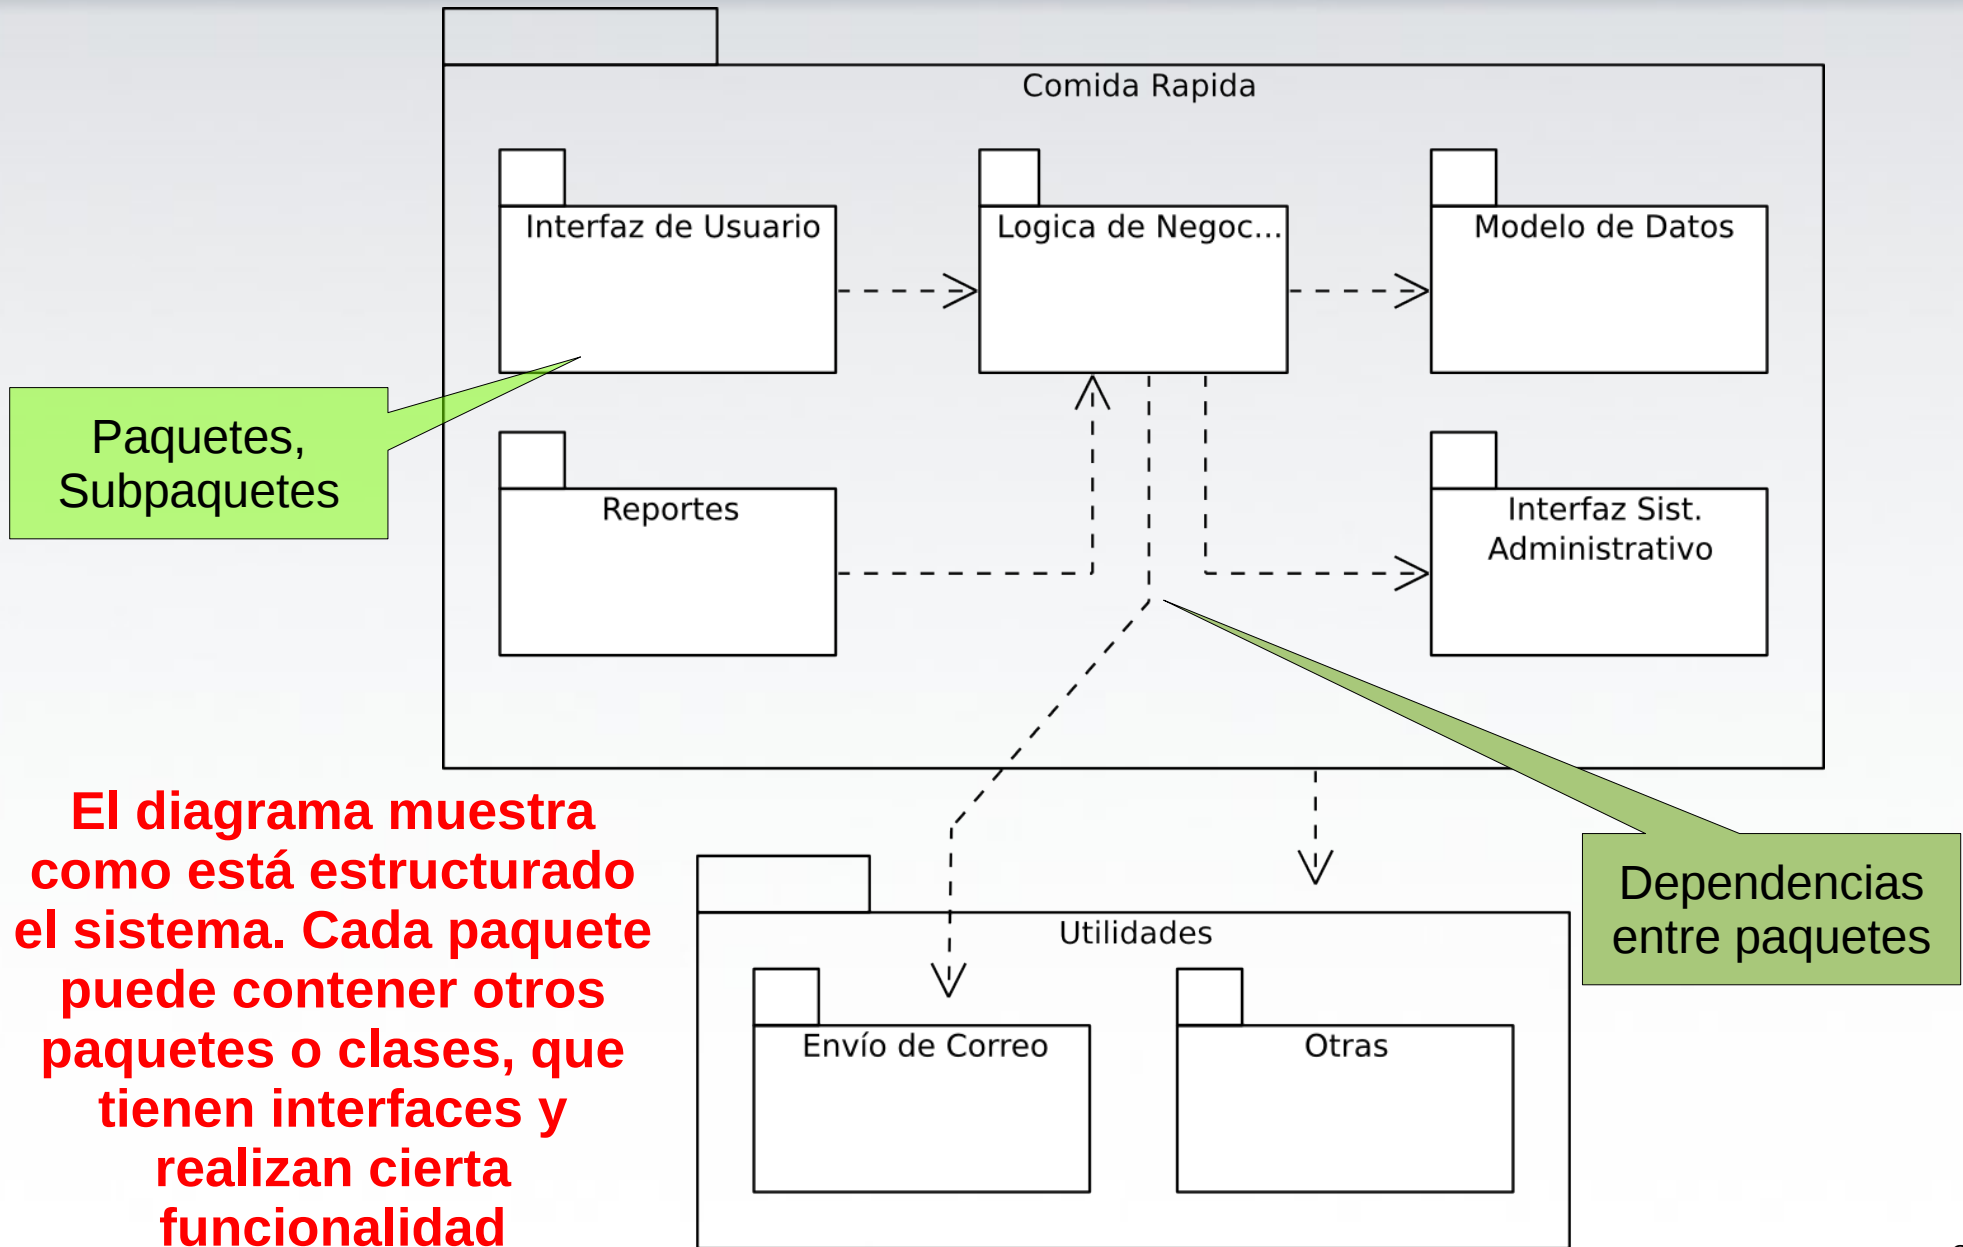 Comida Rapida
Interfaz de Usuario
Logica de Negoc...
Modelo de Datos
Paquetes,
Subpaquetes
Reportes
Interfaz Sist.
Administrativo
El diagrama muestra
como está estructurado
el sistema. Cada paquete
puede contener otros
paquetes o clases, que
tienen interfaces y
realizan cierta
funcionalidad
Dependencias
entre paquetes
Utilidades
Envío de Correo
Otras